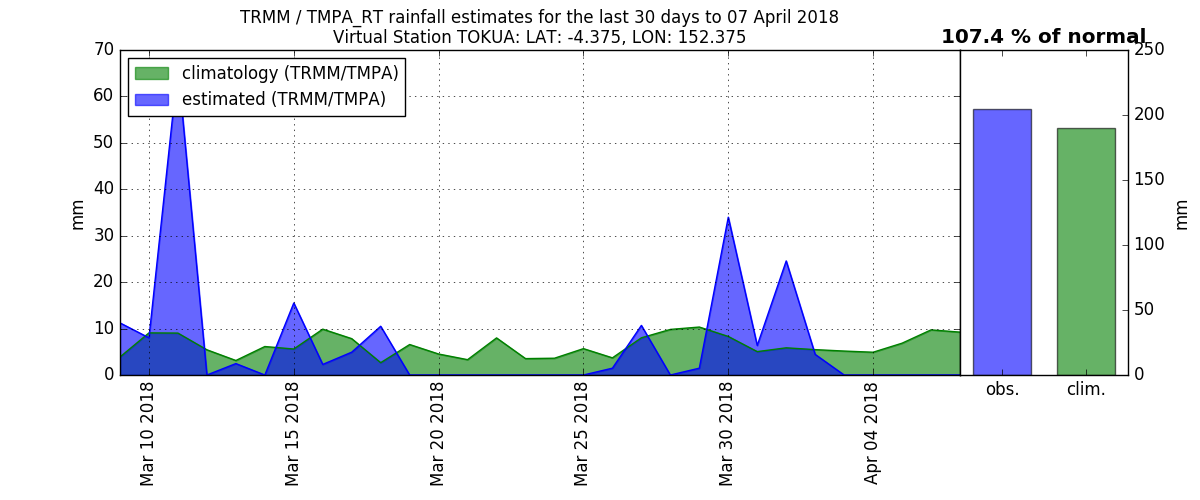 TRMM / TMPA_RT rainfall estimates for the last 30 days to 07 April 2018
Virtual Station TOKUA: LAT: -4.375, LON: 152.375
107.4 % of normal
climatology (TRMM/TMPA)
estimated (TRMM/TMPA)
70
60
50
40
30
20
10
0
mm
Mar 10 2018
Mar 15 2018
Mar 20 2018
Mar 25 2018
Mar 30 2018
Apr 04 2018
250
200
150
100
50
0
mm
obs.
clim.